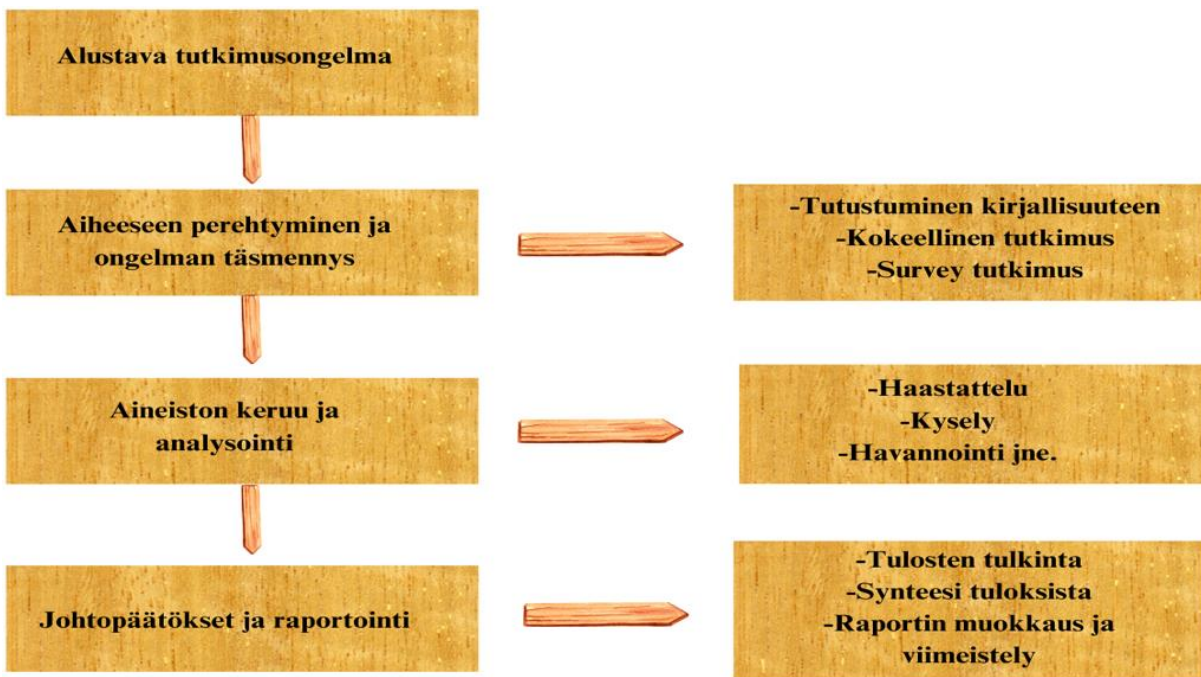 Alustava tutkimusongelma
Aiheeseen perehtyminen ja
ongelman täsmennys
-Tutustuminen kirjallisuuteen
-Kokeellinen tutkimus
-Survey tutkimus
Aineiston keruu ja
analysointi
-Haastattelu
-Kysely
-Havannointi jne.
Johtopäätökset ja raportointi
-Tulosten tulkinta
-Synteesi tuloksista
-Raportin muokkaus ja
viimeistely